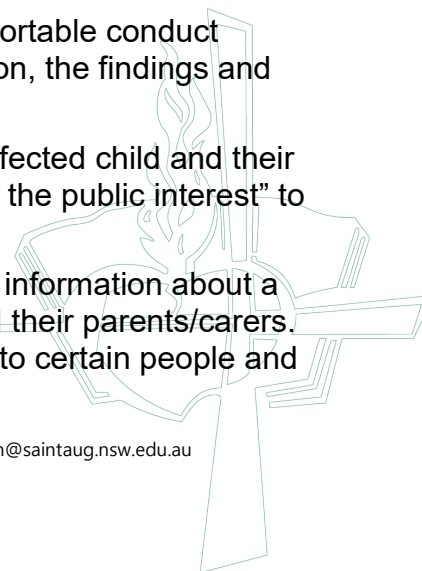 ortable conduct
on, the findings and
ffected child and their
the public interest” to
information about a
their parents/carers.
to certain people and
n@saintaug.nsw.edu.au